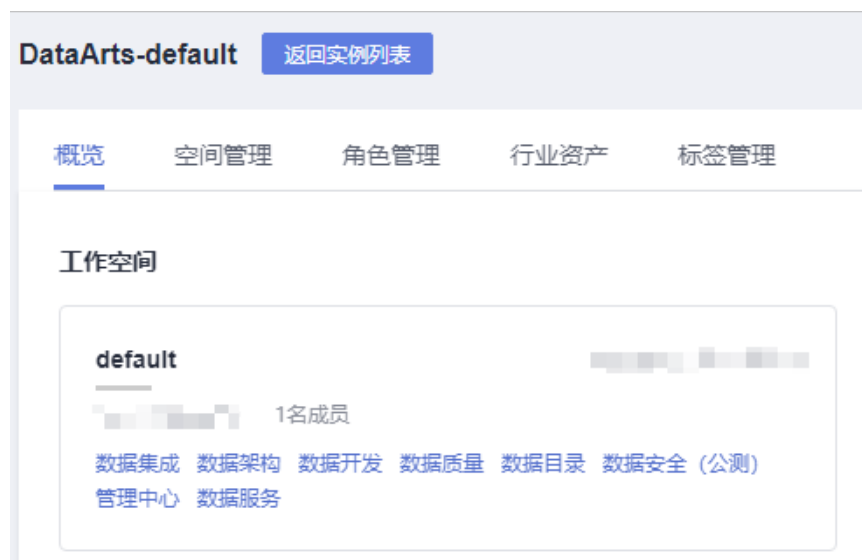 DataArts-default 返回实例列表
概览 空间管理 角色管理 行业资产 标签管理
工作空间
default
1名成员
数据集成 数据架构 数据开发 数据质量 数据目录 数据安全（公测）
管理中心 数据服务